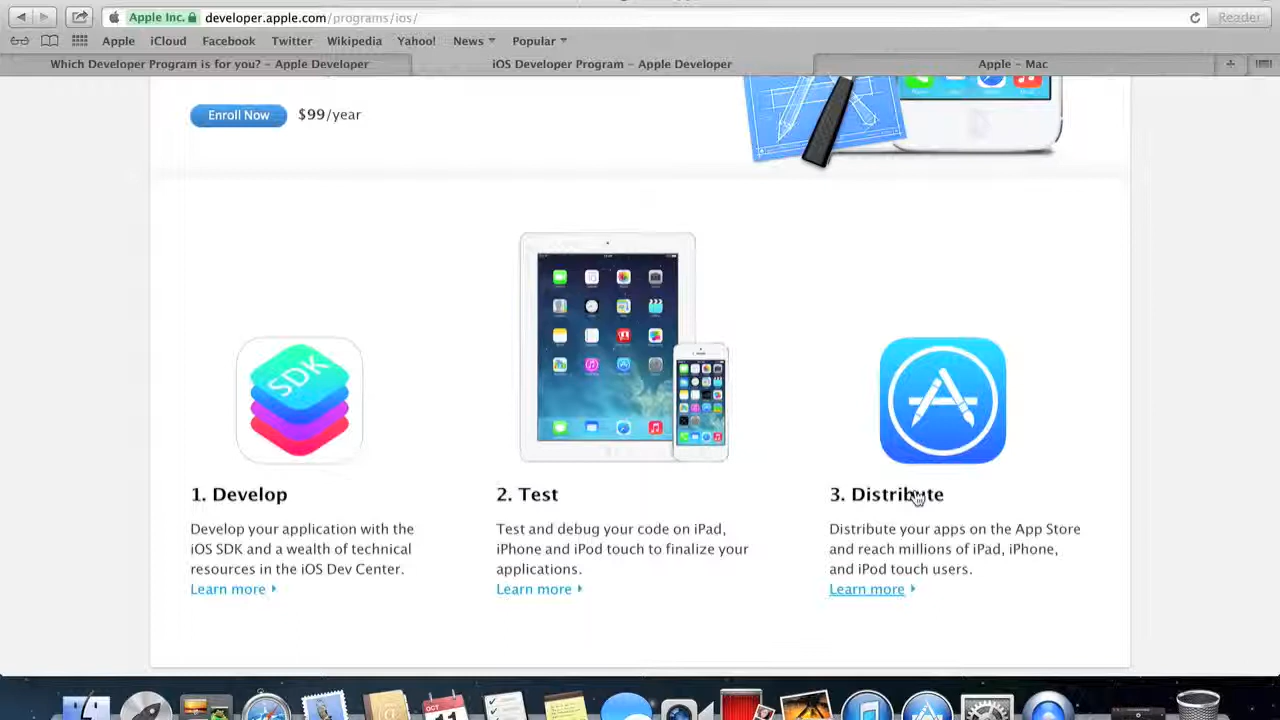 Apple Inc. developer.apple.com/programs/ios/ Reader
Apple iCloud Facebook Twitter Wikipedia Yahoo! News Popular
Which Developer Program is for you? – Apple Developer iOS Developer Program – Apple Developer Apple – Mac
Enroll Now $99/year
SDK
1. Develop 2. Test 3. Distribute
Develop your application with the
iOS SDK and a wealth of technical
resources in the iOS Dev Center.
Learn more
Test and debug your code on iPad,
iPhone and iPod touch to finalize your
applications.
Learn more
Distribute your apps on the App Store
and reach millions of iPad, iPhone,
and iPod touch users.
Learn more
OCT